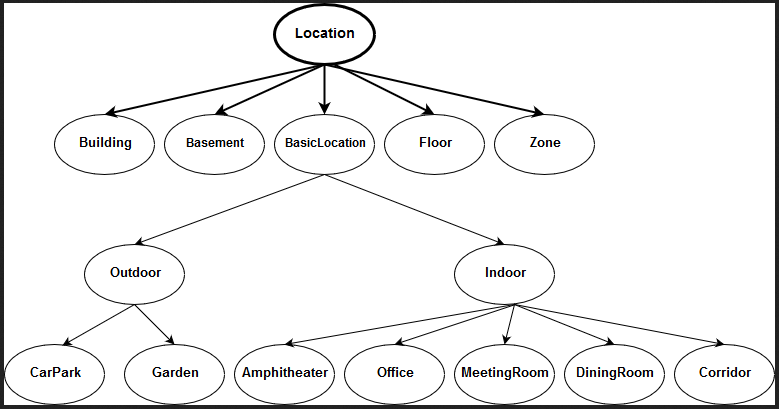 Location
Building
Basement
BasicLocation
Floor
Zone
Outdoor
Indoor
CarPark
Garden
Amphitheater
Office
MeetingRoom
DiningRoom
Corridor